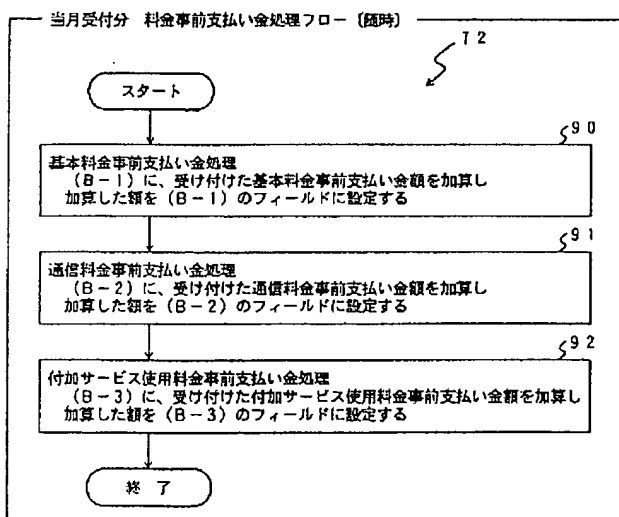 当月受付分 料金事前支払い金処理フロー〔随時〕
72
スタート
90
基本料金事前支払い金処理
（B－1）に、受け付けた基本料金事前支払い金額を加算し
加算した額を（B－1）のフィールドに設定する
91
通信料金事前支払い金処理
（B－2）に、受け付けた通信料金事前支払い金額を加算し
加算した額を（B－2）のフィールドに設定する
92
付加サービス使用料金事前支払い金処理
（B－3）に、受け付けた付加サービス使用料金事前支払い金額を加算し
加算した額を（B－3）のフィールドに設定する
終 了